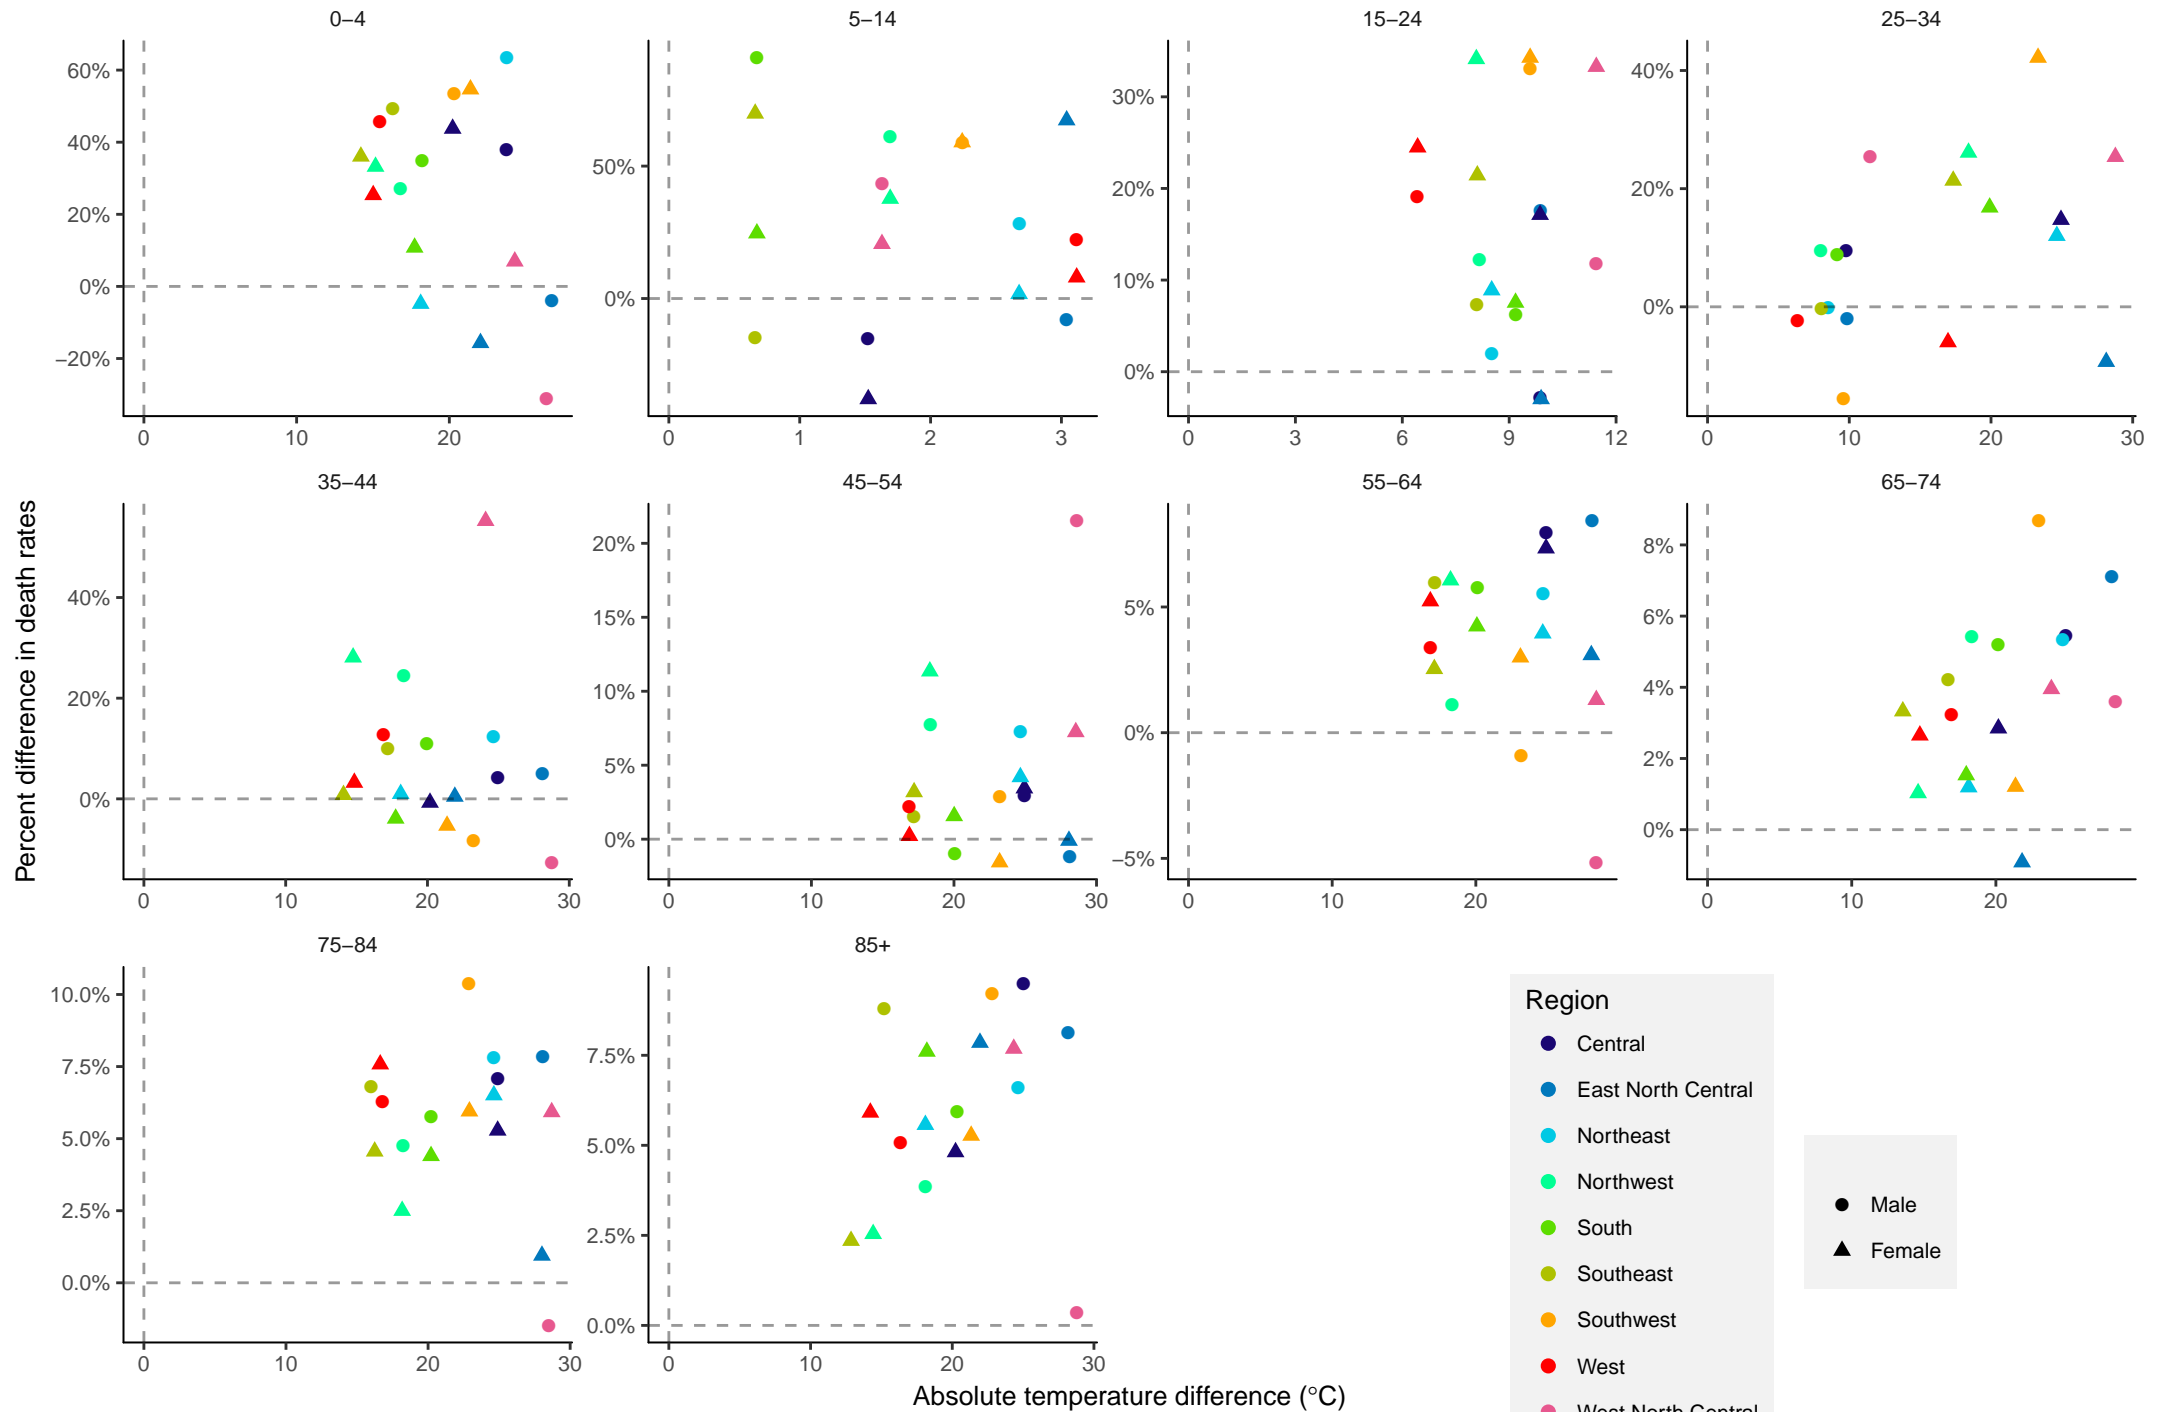 0–4 5–14 15–24 25–34
60%
40%
20%
0%
−20%
0 10 20
50%
0%
0 1 2 3
30%
20%
10%
0%
0 3 6 9 12
40%
20%
0%
0 10 20 30
35–44 45–54 55–64 65–74
Percent difference in death rates
40%
20%
0%
0 10 20 30
20%
15%
10%
5%
0%
0 10 20 30
5%
0%
−5%
0 10 20
8%
6%
4%
2%
0%
0 10 20
75–84 85+
10.0%
7.5%
5.0%
2.5%
0.0%
0 10 20 30
7.5%
5.0%
2.5%
0.0%
0 10 20 30
Absolute temperature difference (°C)
Region
Central
East North Central
Northeast
Northwest
South
Southeast
Southwest
West
West North Central
Male
Female